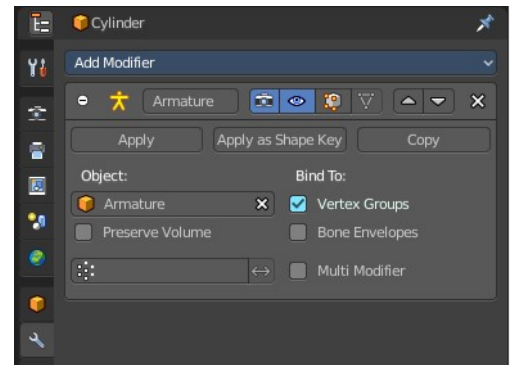 Cylinder
Add Modifier
Armature
Apply Apply as Shape Key Copy
Object: Bind To:
Armature Vertex Groups
Preserve Volume Bone Envelopes
Multi Modifier